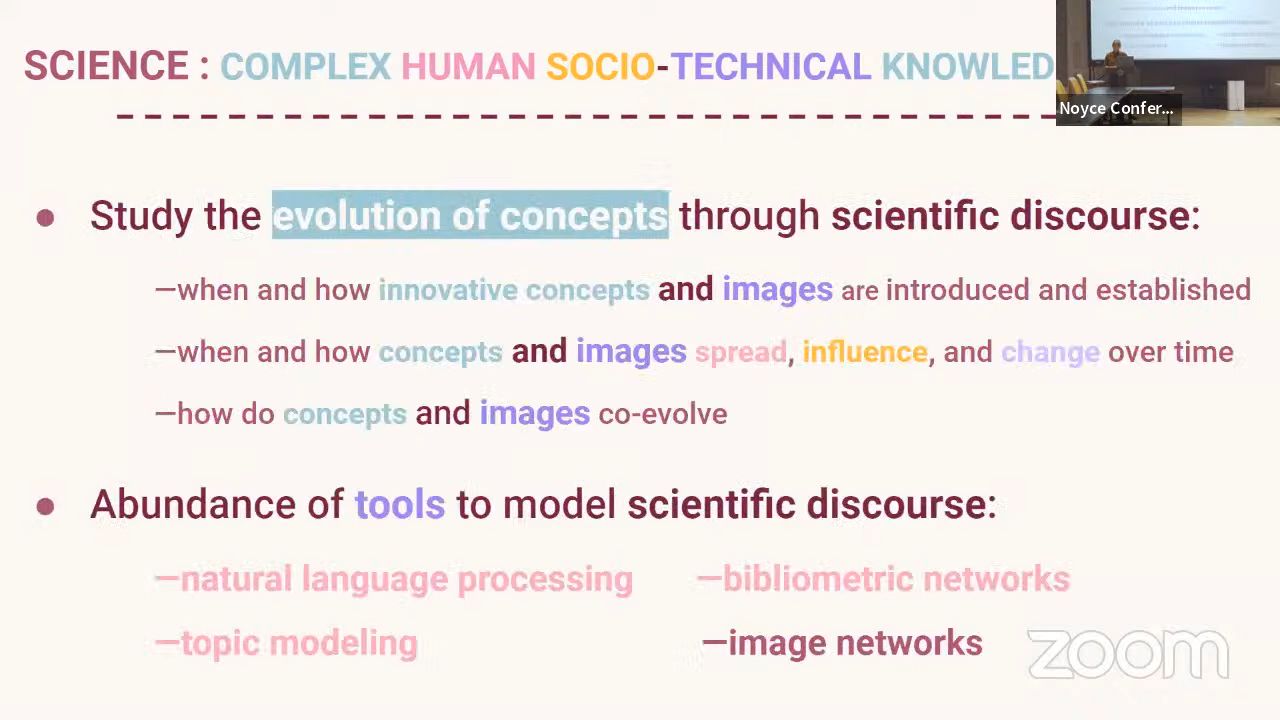 SCIENCE : COMPLEX HUMAN SOCIO-TECHNICAL KNOWLED
Noyce Confer...
● Study the evolution of concepts through scientific discourse:
—when and how innovative concepts and images are introduced and established
—when and how concepts and images spread, influence, and change over time
—how do concepts and images co-evolve
● Abundance of tools to model scientific discourse:
—natural language processing —bibliometric networks
—topic modeling —image networks
zoom